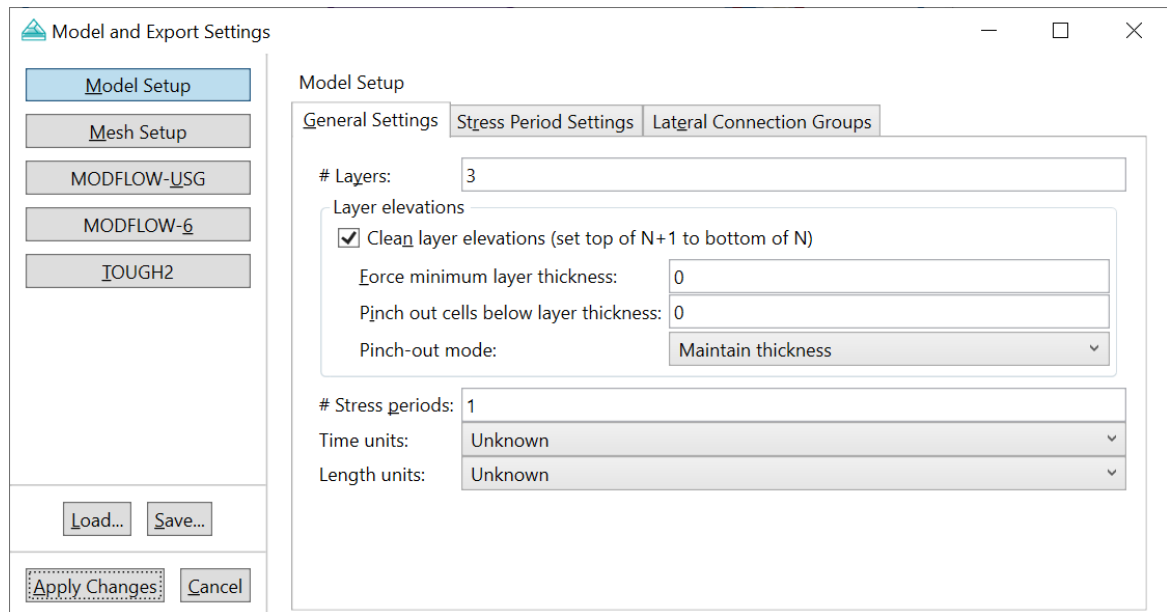 Model and Export Settings
Model Setup
Mesh Setup
MODFLOW-USG
MODFLOW-6
TOUGH2
Load... Save...
Apply Changes Cancel
Model Setup
General Settings Stress Period Settings Lateral Connection Groups
# Layers: 3
Layer elevations
Clean layer elevations (set top of N+1 to bottom of N)
Force minimum layer thickness: 0
Pinch out cells below layer thickness: 0
Pinch-out mode: Maintain thickness
# Stress periods: 1
Time units: Unknown
Length units: Unknown